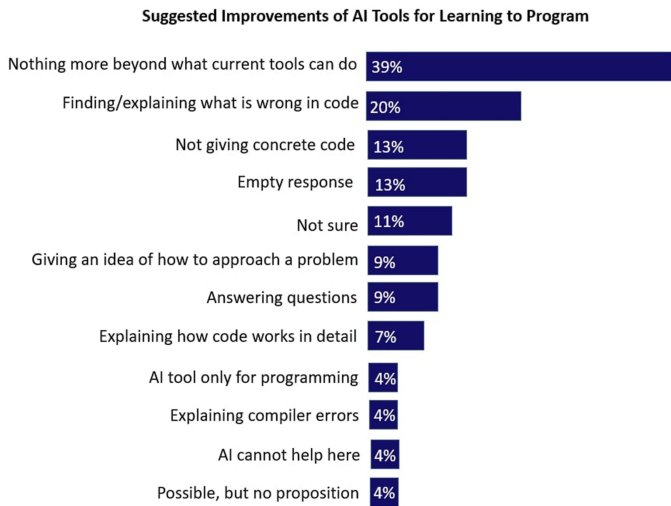 Suggested Improvements of AI Tools for Learning to Program
Nothing more beyond what current tools can do 39%
Finding/explaining what is wrong in code 20%
Not giving concrete code 13%
Empty response 13%
Not sure 11%
Giving an idea of how to approach a problem 9%
Answering questions 9%
Explaining how code works in detail 7%
AI tool only for programming 4%
Explaining compiler errors 4%
AI cannot help here 4%
Possible, but no proposition 4%